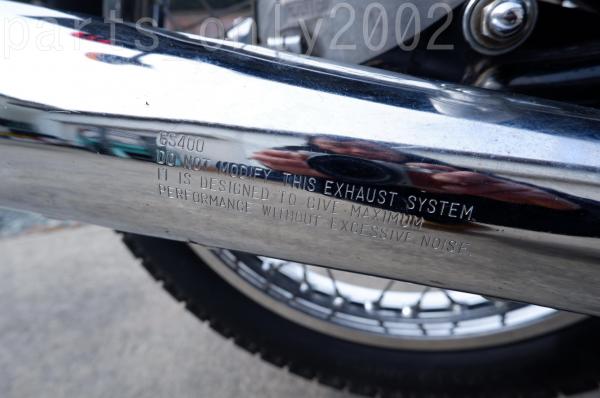 parts only2002
GS400
DO NOT MODIFY THIS EXHAUST SYSTEM
IT IS DESIGNED TO GIVE MAXIMUM
PERFORMANCE WITHOUT EXCESSIVE NOISE.